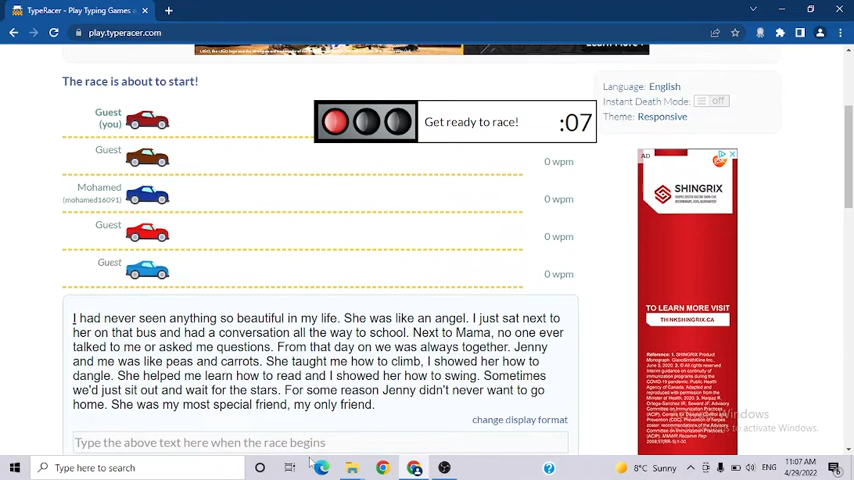 TypeRacer - Play Typing Games
play.typeracer.com
Learn More
The race is about to start!
Language: English
Instant Death Mode: off
Theme: Responsive
Guest
(you)
Get ready to race! :07
Guest
0 wpm
Mohamed
(mohamed16091)
0 wpm
Guest
0 wpm
Guest
0 wpm
AD
SHINGRIX
TO LEARN MORE VISIT
THINKSHINGRIX.CA
I had never seen anything so beautiful in my life. She was like an angel. I just sat next to
her on that bus and had a conversation all the way to school. Next to Mama, no one ever
talked to me or asked me questions. From that day on we was always together. Jenny
and me was like peas and carrots. She taught me how to climb, I showed her how to
dangle. She helped me learn how to read and I showed her how to swing. Sometimes
we'd just sit out and wait for the stars. For some reason Jenny didn't never want to go
home. She was my most special friend, my only friend.
change display format
Type the above text here when the race begins
Type here to search
8°C Sunny
ENG
11:07 AM
4/29/2022